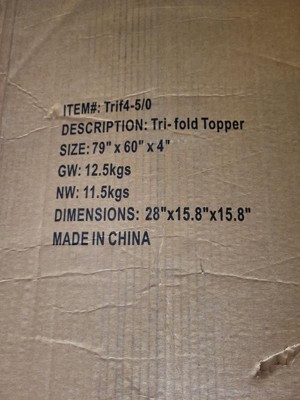 ITEM#: Trif4-5/0
DESCRIPTION: Tri- fold Topper
SIZE: 79" x 60" x 4"
GW: 12.5kgs
NW: 11.5kgs
DIMENSIONS: 28"x15.8"x15.8"
MADE IN CHINA